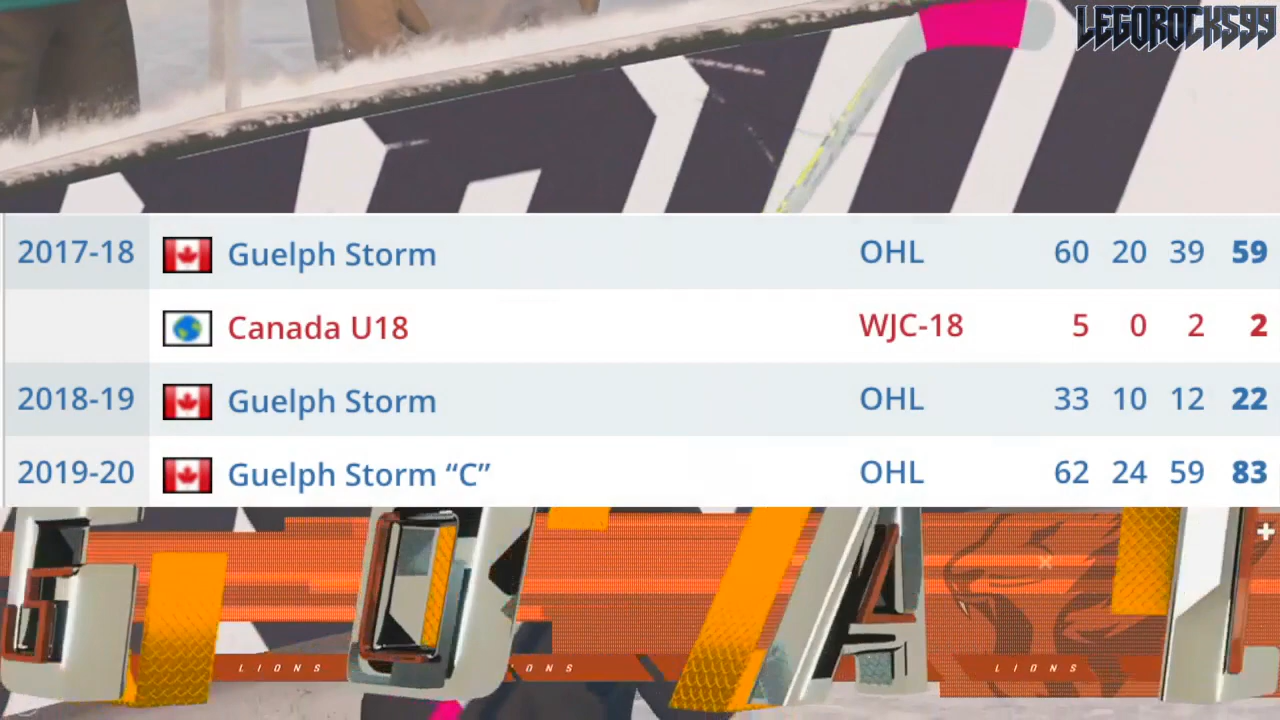 LEGOROCKS99
2017-18 Guelph Storm OHL 60 20 39 59
Canada U18 WJC-18 5 0 2 2
2018-19 Guelph Storm OHL 33 10 12 22
2019-20 Guelph Storm “C” OHL 62 24 59 83
LIONS IONS LIONS